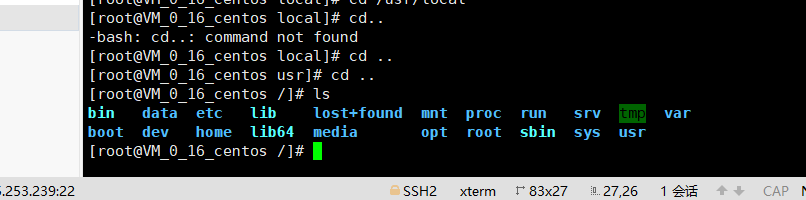 [root@VM_0_16_centos local]# cd /usr/local
[root@VM_0_16_centos local]# cd..
-bash: cd..: command not found
[root@VM_0_16_centos local]# cd ..
[root@VM_0_16_centos usr]# cd ..
[root@VM_0_16_centos /]# ls
bin data etc lib lost+found mnt proc run srv tmp var
boot dev home lib64 media opt root sbin sys usr
[root@VM_0_16_centos /]#
.253.239:22 SSH2 xterm 83x27 27,26 1 会话 CAP